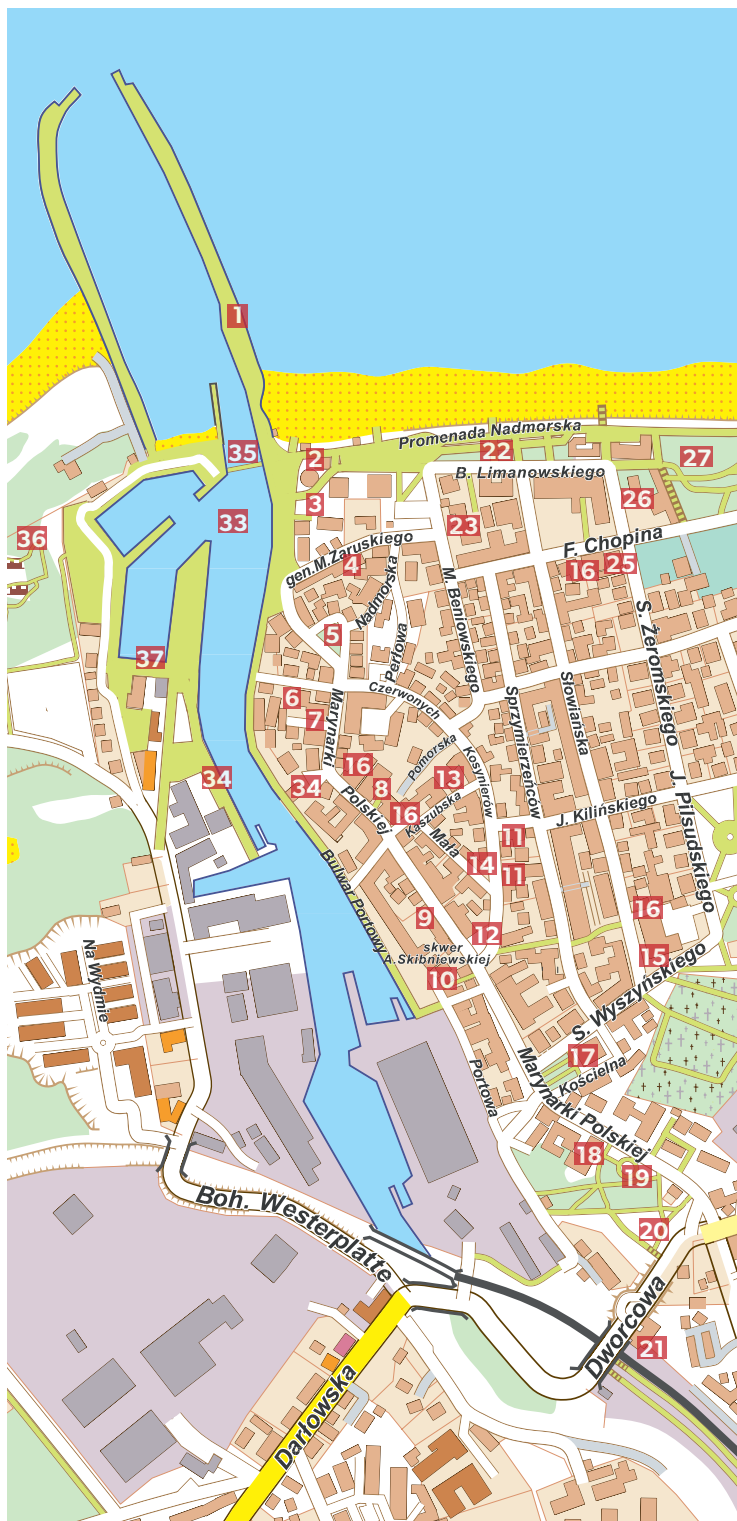 1
Promenada Nadmorska
35
2
22
27
B. Limanowskiego
3
26
33
23
36
F. Chopina
gen.M.Zaruskiego
4
16
25
Nadmorska
M. Beniowskiego
S. Żeromskiego
5
37
Perłowa
Czerwonych
6
7
Marynarki
Sprzymierzeńców
Słowiańska
Pomorska
Kosynierów
34
34
16
8
13
J. Piłsudskiego
Polskiej
16
Kaszubska
J. Kilińskiego
Mała
11
14
11
Bulwar Portowy
9
16
12
skwer
A.Skibniewskiej
10
15
Na Wydmie
S. Wyszyńskiego
17
Kościelna
Portowa
Marynarki Polskiej
18
19
20
Boh. Westerplatte
Dworcowa
21
Darłowska